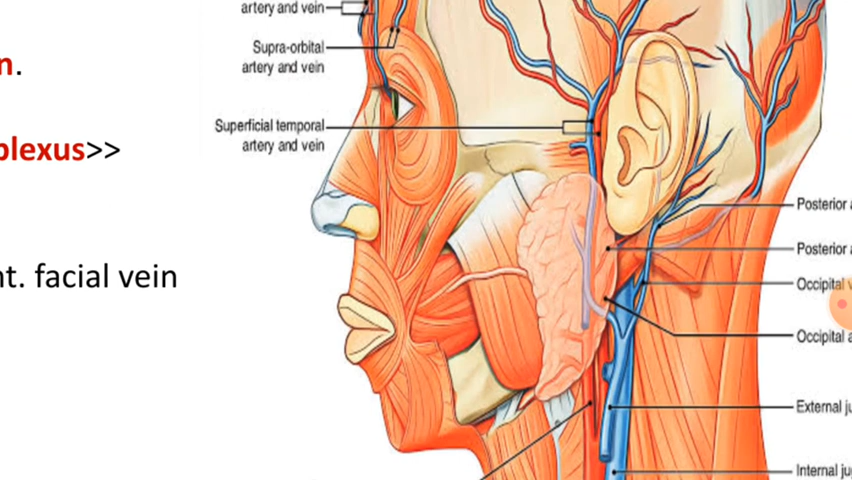 artery and vein
n.
Supra-orbital
artery and vein
plexus>>
Superficial temporal
artery and vein
nt. facial vein
Posterior a
Posterior a
Occipital v
Occipital a
External ju
Internal ju